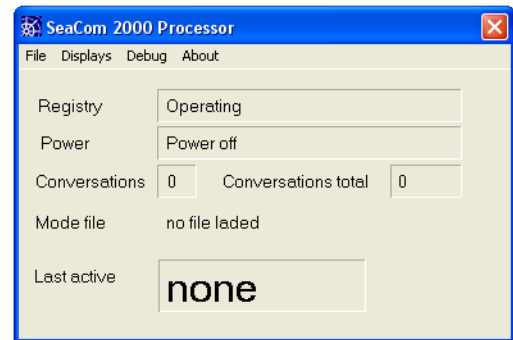 SeaCom 2000 Processor
File Displays Debug About
Registry Operating
Power Power off
Conversations 0 Conversations total 0
Mode file no file laded
Last active none